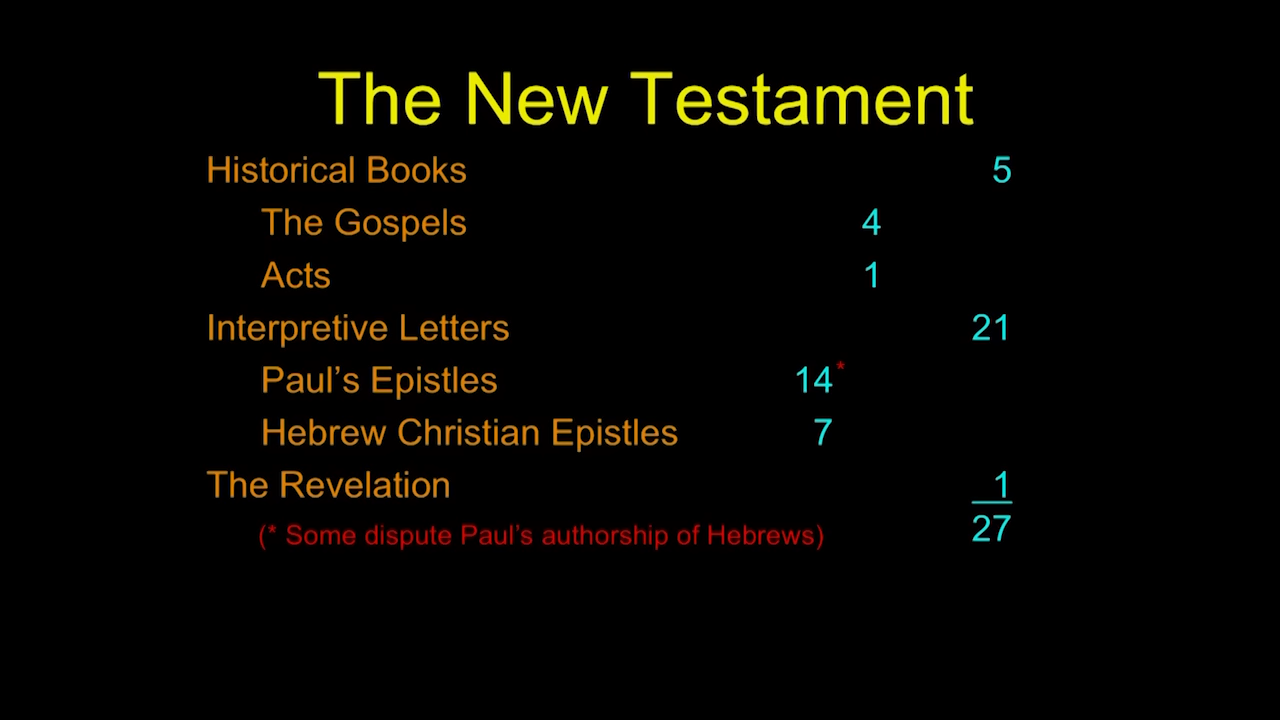 The New Testament
Historical Books 5
The Gospels 4
Acts 1
Interpretive Letters 21
Paul’s Epistles 14*
Hebrew Christian Epistles 7
The Revelation 1
(* Some dispute Paul’s authorship of Hebrews) 27